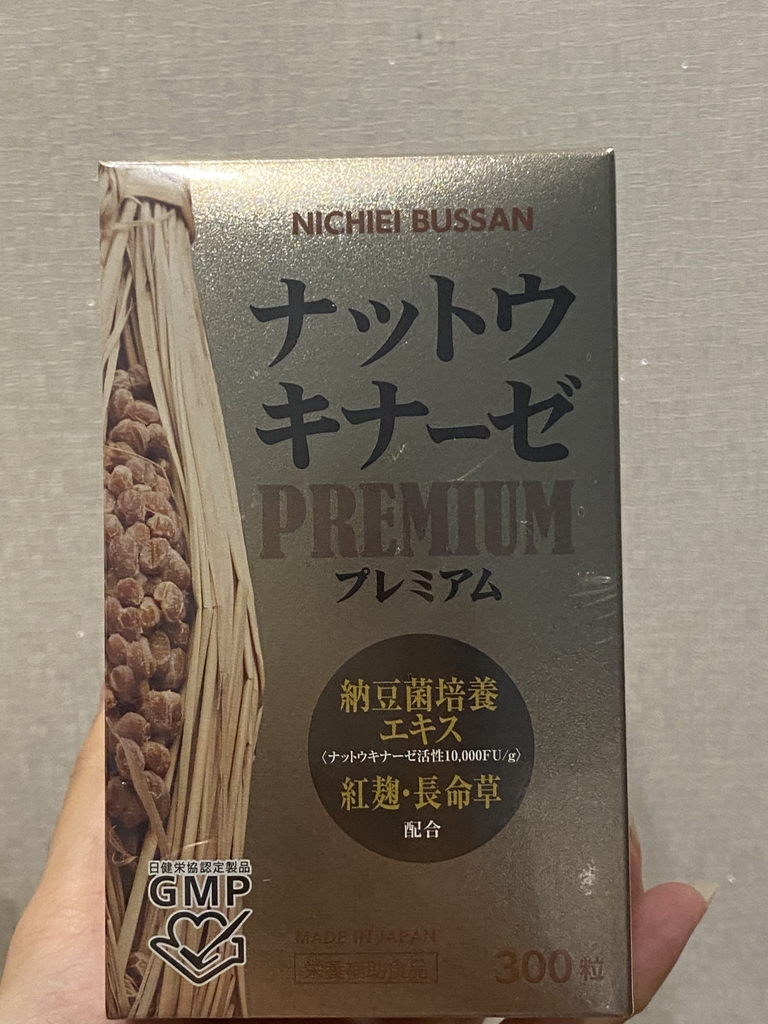 NICHIEI BUSSAN
ナットウ
キナーゼ
PREMIUM
プレミアム
納豆菌培養
エキス
〈ナットウキナーゼ活性10,000FU/g〉
紅麹・長命草
配合
日健栄協認定製品
GMP
MADE IN JAPAN
栄養補助食品
300粒